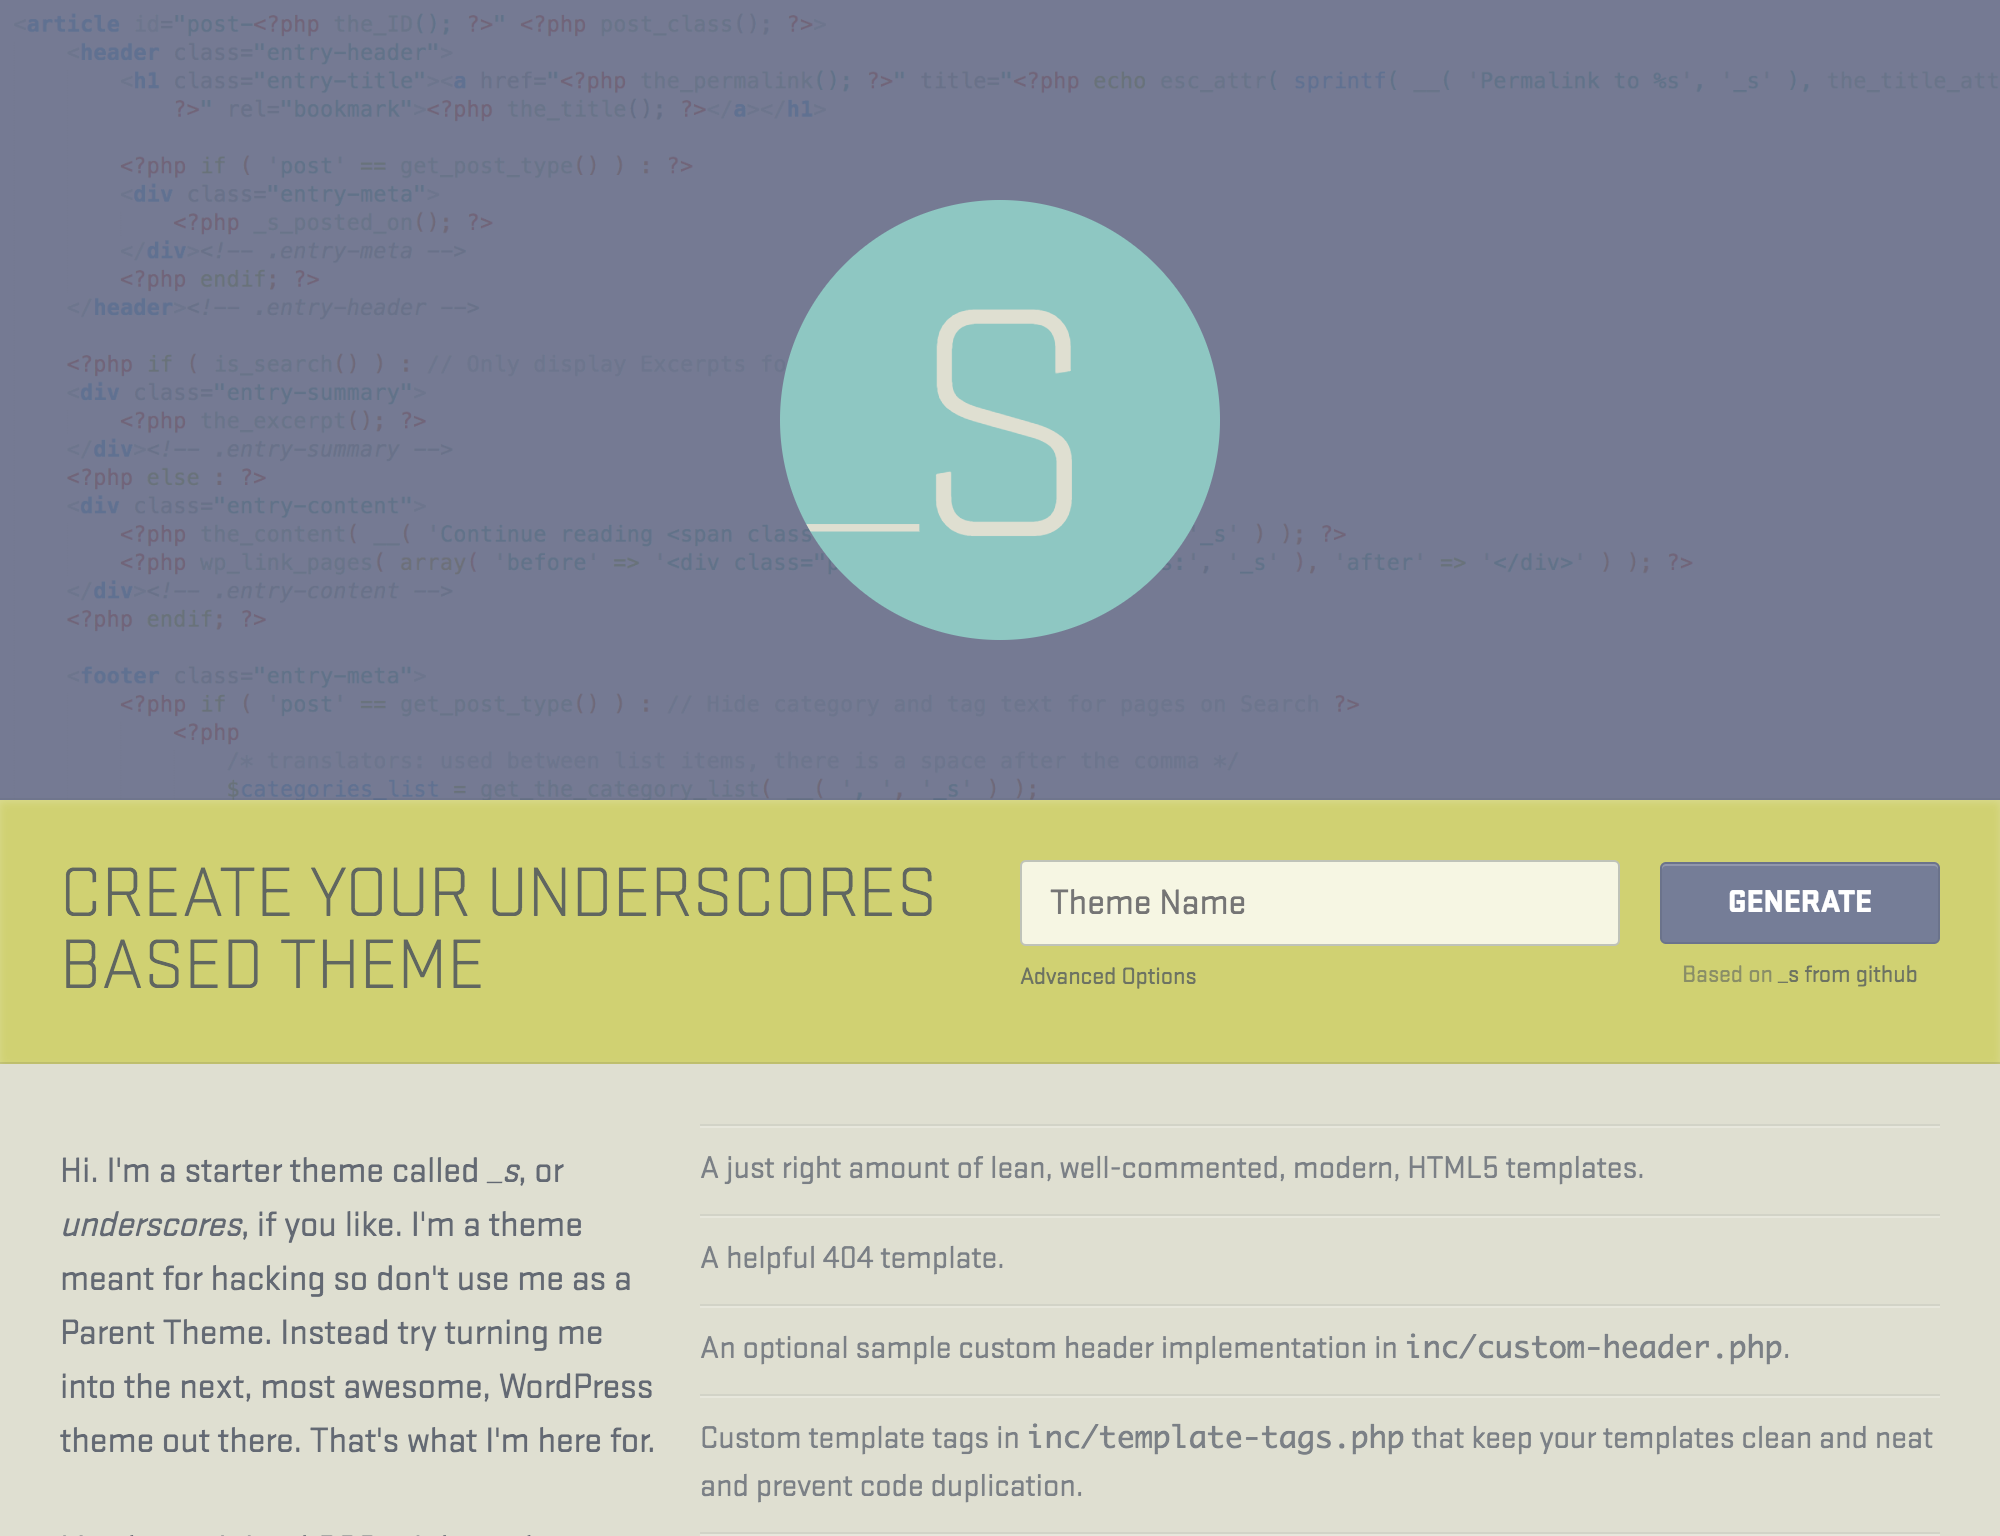 <article id="post-<?php the_ID(); ?>" <?php post_class(); ?>>
<header class="entry-header">
<h1 class="entry-title"><a href="<?php the_permalink(); ?>" title="<?php echo esc_attr( sprintf( __( 'Permalink to %s', '_s' ), the_title_att
?>" rel="bookmark"><?php the_title(); ?></a></h1>
<?php if ( 'post' == get_post_type() ) : ?>
<div class="entry-meta">
<?php _s_posted_on(); ?>
</div><!-- .entry-meta -->
<?php endif; ?>
</header><!-- .entry-header -->
<?php if ( is_search() ) : // Only display Excerpts fo
<div class="entry-summary">
<?php the_excerpt(); ?>
</div><!-- .entry-summary -->
<?php else : ?>
<div class="entry-content">
<?php the_content( __( 'Continue reading <span class _s' ) ); ?>
<?php wp_link_pages( array( 'before' => '<div class="p s:', '_s' ), 'after' => '</div>' ) ); ?>
</div><!-- .entry-content -->
<?php endif; ?>
<footer class="entry-meta">
<?php if ( 'post' == get_post_type() ) : // Hide category and tag text for pages on Search ?>
<?php
/* translators: used between list items, there is a space after the comma */
$categories_list = get_the_category_list( __( ', ', '_s' ) );
_S
CREATE YOUR UNDERSCORES
BASED THEME
Theme Name
GENERATE
Advanced Options
Based on _s from github
Hi. I'm a starter theme called _s, or
underscores, if you like. I'm a theme
meant for hacking so don't use me as a
Parent Theme. Instead try turning me
into the next, most awesome, WordPress
theme out there. That's what I'm here for.
A just right amount of lean, well-commented, modern, HTML5 templates.
A helpful 404 template.
An optional sample custom header implementation in inc/custom-header.php.
Custom template tags in inc/template-tags.php that keep your templates clean and neat
and prevent code duplication.